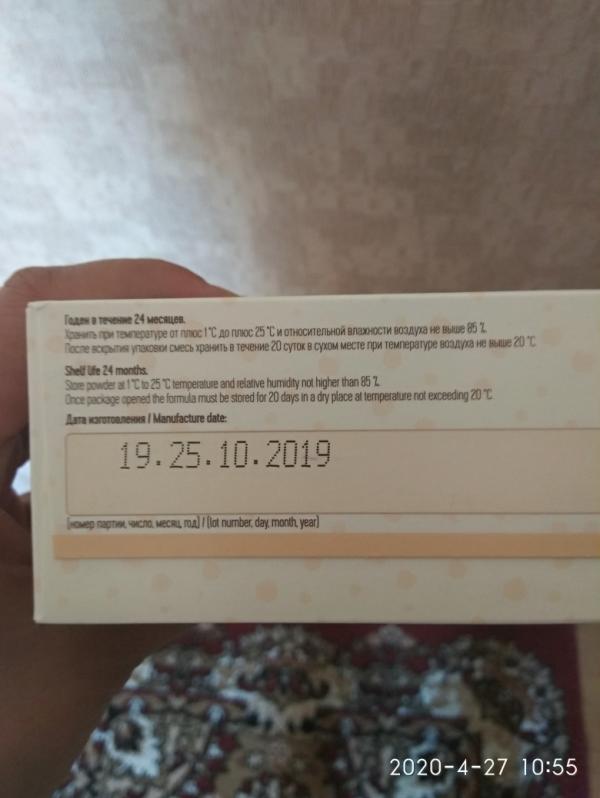 Годен в течение 24 месяцев.
Хранить при температуре от плюс 1 °C до плюс 25 °C и относительной влажности воздуха не выше 85 %.
После вскрытия упаковки смесь хранить в течение 20 суток в сухом месте при температуре воздуха не выше 20 °C
Shelf life 24 months.
Store powder at 1 °C to 25 °C temperature and relative humidity not higher than 85 %.
Once package opened the formula must be stored for 20 days in a dry place at temperature not exceeding 20 °C
Дата изготовления / Manufacture date:
19.25.10.2019
(номер партии, число, месяц, год) / (lot number, day, month, year)
2020-4-27 10:55